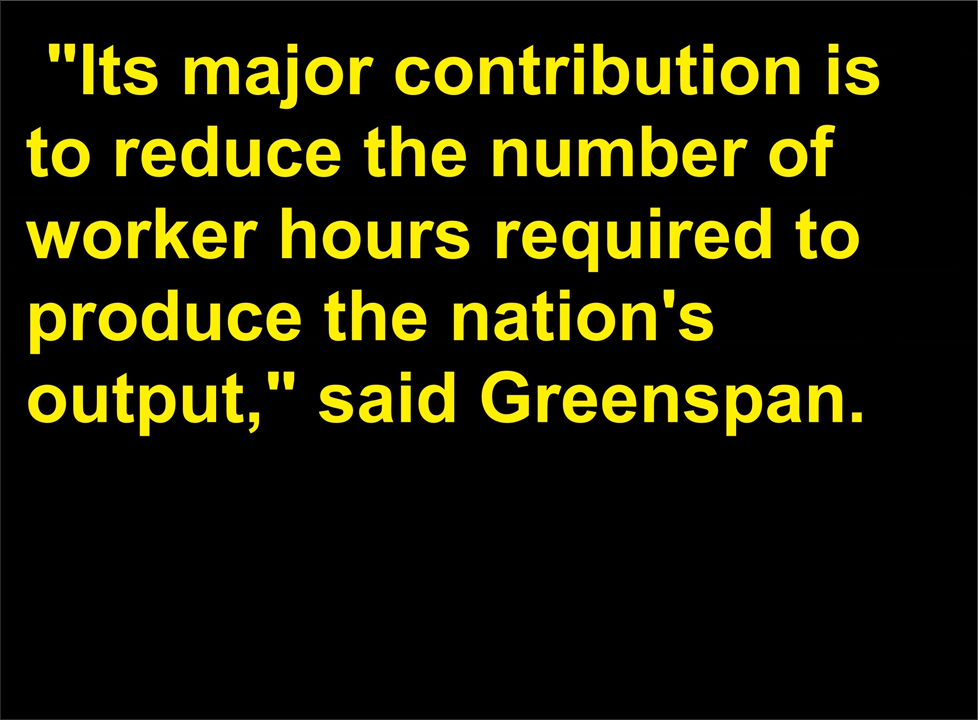 "Its major contribution is
to reduce the number of
worker hours required to
produce the nation's
output," said Greenspan.